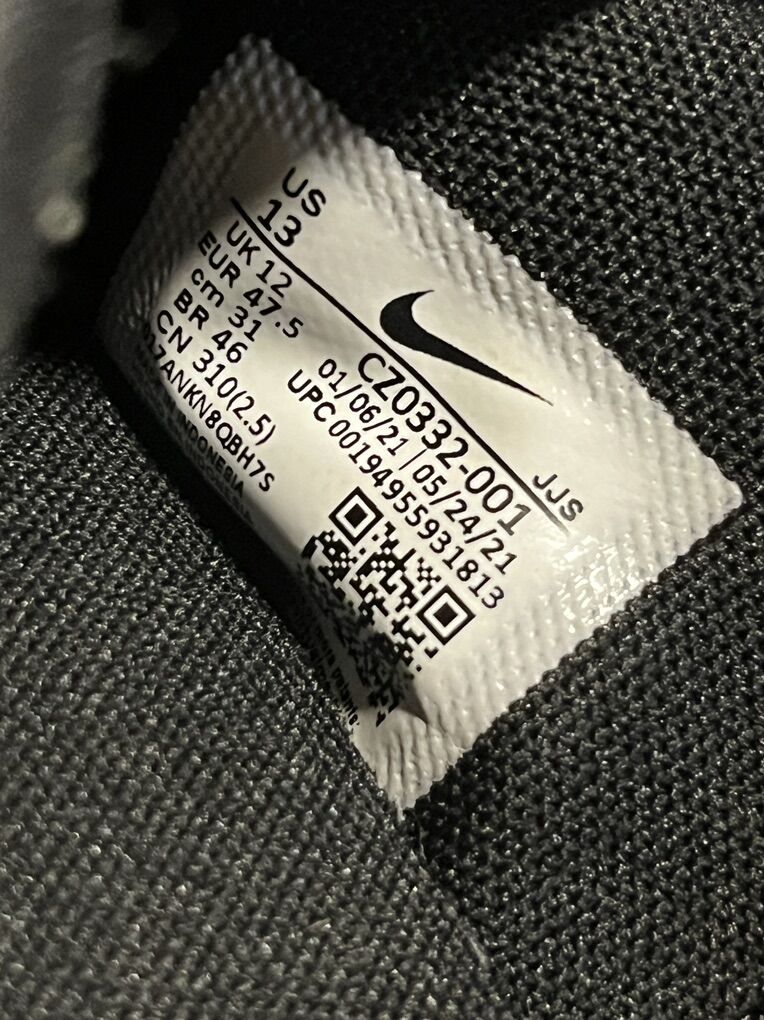 US
13
UK 12
EUR 47.5
cm 31
BR 46
CN 310(2.5)
INDONESIA
JJS
CZ0332-001
01/06/21 | 05/24/21
UPC 00194955931813